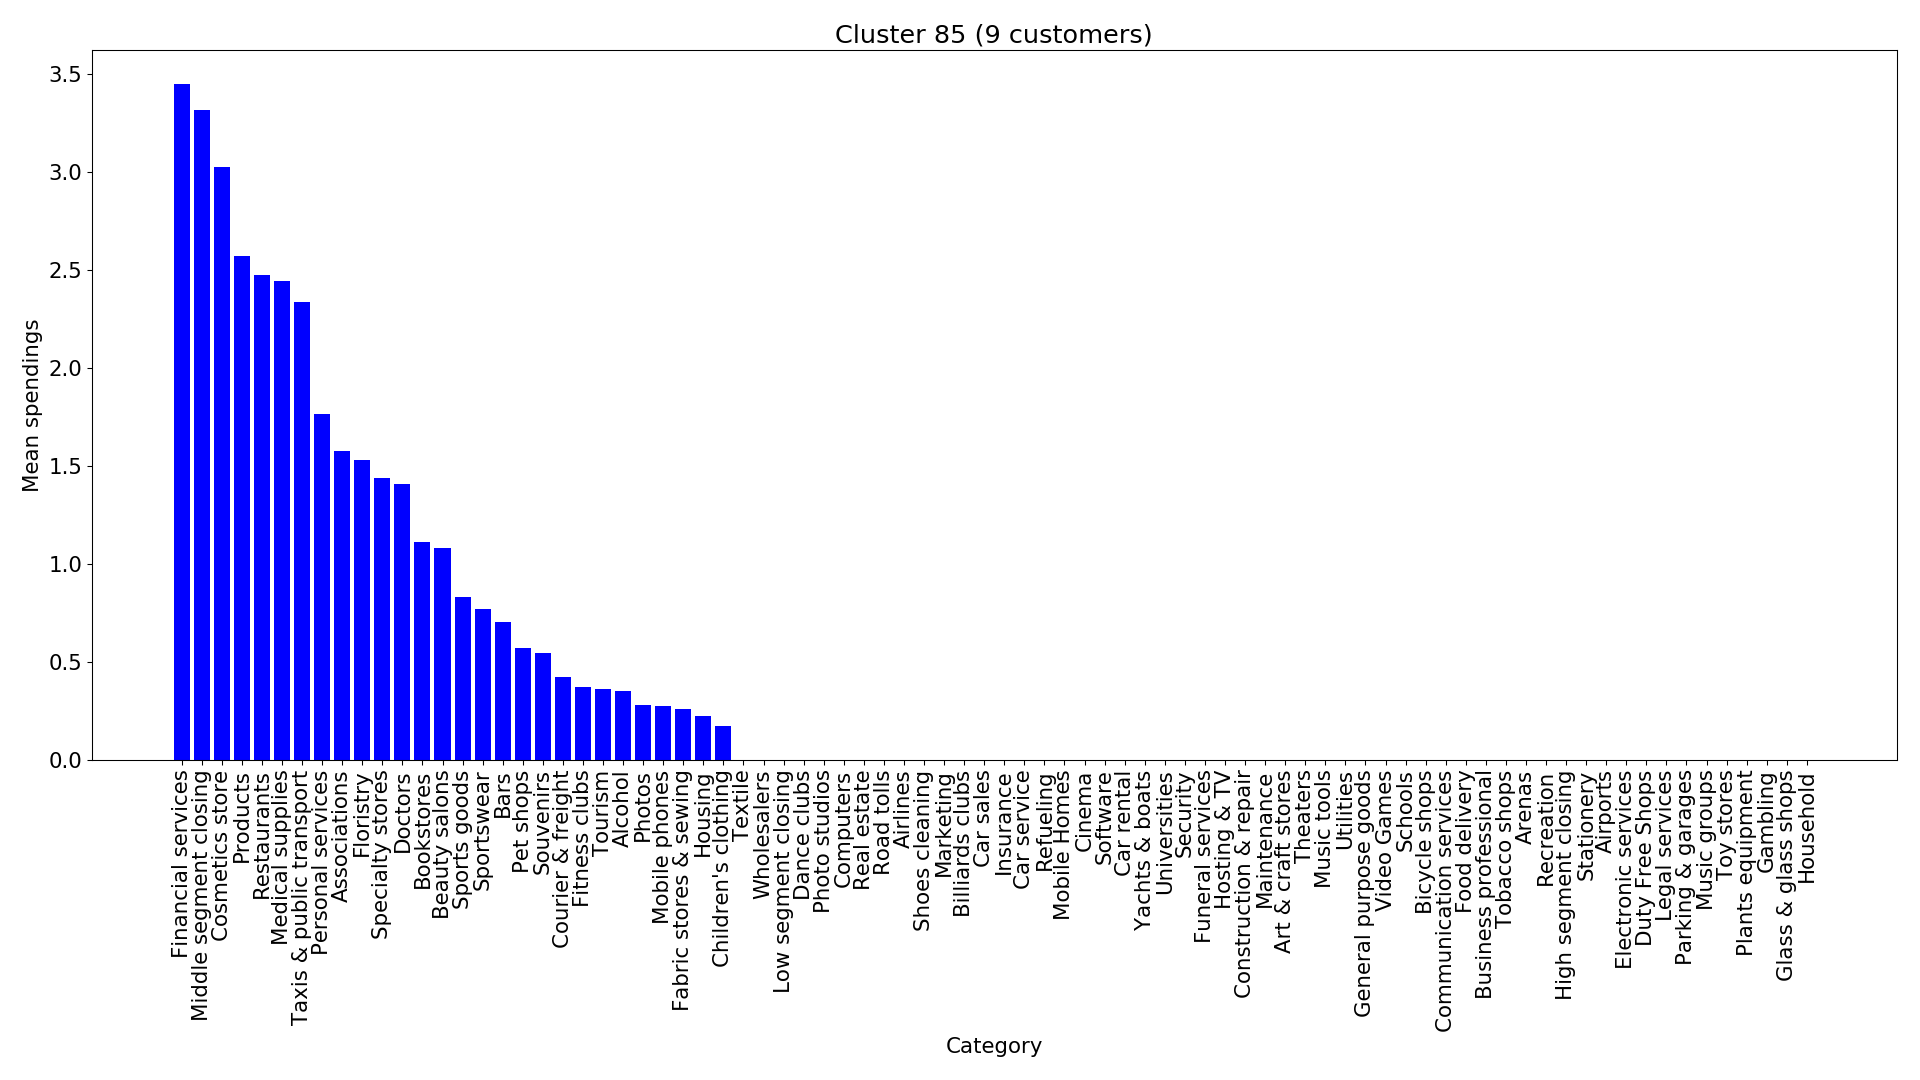 Cluster 85 (9 customers)
3.5
3.0
2.5
2.0
1.5
1.0
0.5
0.0
Mean spendings
Financial services
Middle segment closing
Cosmetics store
Products
Restaurants
Medical supplies
Taxis & public transport
Personal services
Associations
Floristry
Specialty stores
Doctors
Bookstores
Beauty salons
Sports goods
Sportswear
Bars
Pet shops
Souvenirs
Courier & freight
Fitness clubs
Tourism
Alcohol
Photos
Mobile phones
Fabric stores & sewing
Housing
Children's clothing
Textile
Wholesalers
Low segment closing
Dance clubs
Photo studios
Computers
Real estate
Road tolls
Airlines
Shoes cleaning
Marketing
Billiards clubs
Car sales
Insurance
Car service
Refuelling
Mobile Homes
Cinema
Software
Car rental
Yachts & boats
Universities
Security
Funeral services
Hosting & TV
Construction & repair
Maintenance
Art & craft stores
Theaters
Music tools
Utilities
General purpose goods
Video Games
Schools
Bicycle shops
Communication services
Food delivery
Business professional
Tobacco shops
Arenas
Recreation
High segment closing
Stationery
Airports
Electronic services
Duty Free Shops
Legal services
Parking & garages
Music groups
Toy stores
Plants equipment
Gambling
Glass & glass shops
Household
Category